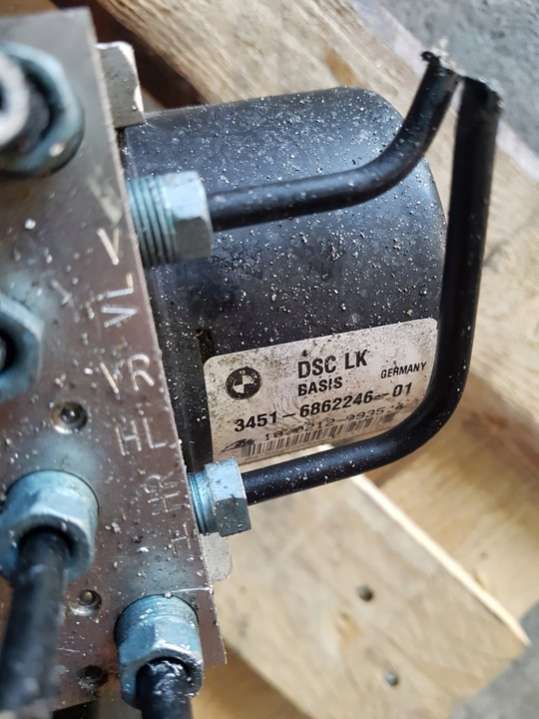 V
VL
VR
HL
HR
DSC LK
BASIS
GERMANY
3451-6862246-01